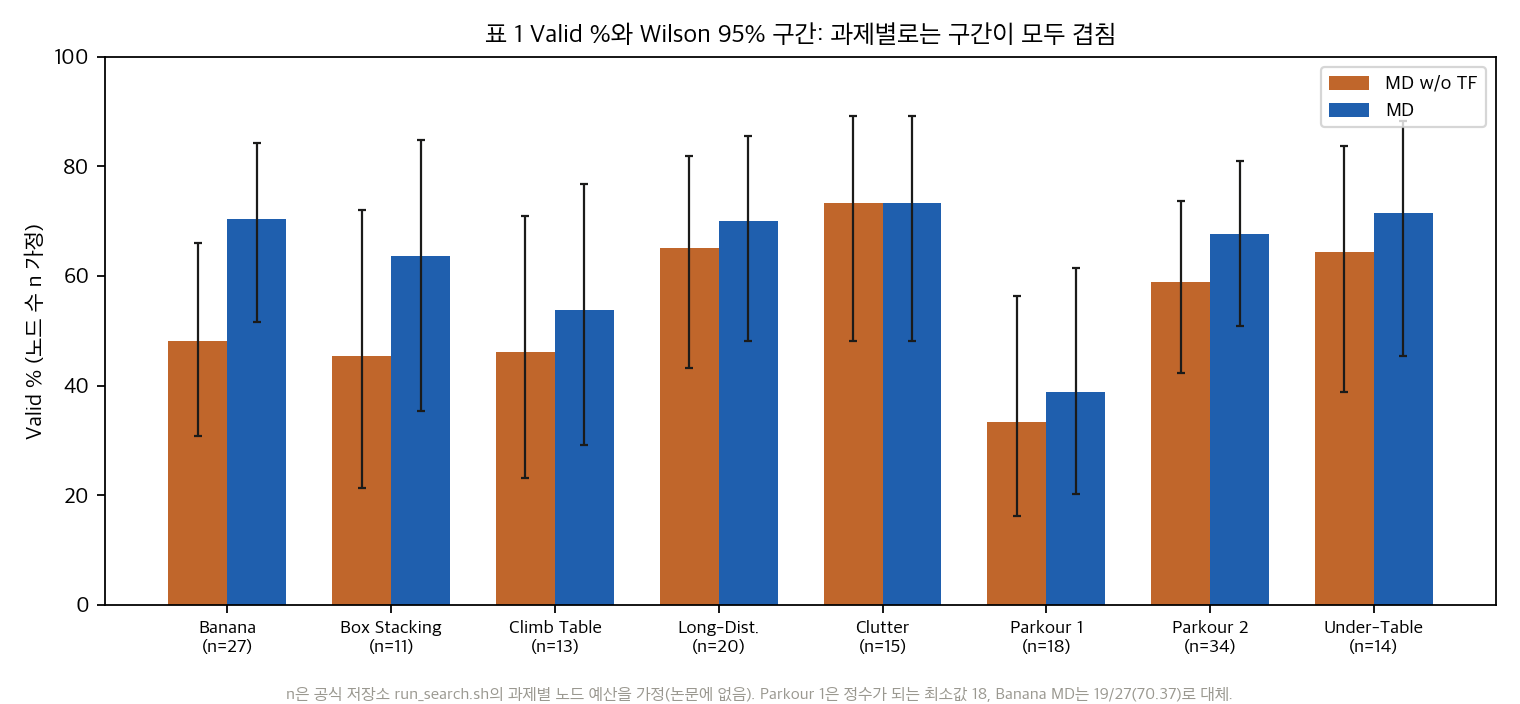 표 1 Valid %와 Wilson 95% 구간: 과제별로는 구간이 모두 겹침
MD w/o TF
MD
Valid % (노드 수 n 가정)
100
80
60
40
20
0
Banana
(n=27)
Box Stacking
(n=11)
Climb Table
(n=13)
Long-Dist.
(n=20)
Clutter
(n=15)
Parkour 1
(n=18)
Parkour 2
(n=34)
Under-Table
(n=14)
n은 공식 저장소 run_search.sh의 과제별 노드 예산을 가정(논문에 없음). Parkour 1은 정수가 되는 최소값 18, Banana MD는 19/27(70.37)로 대체.